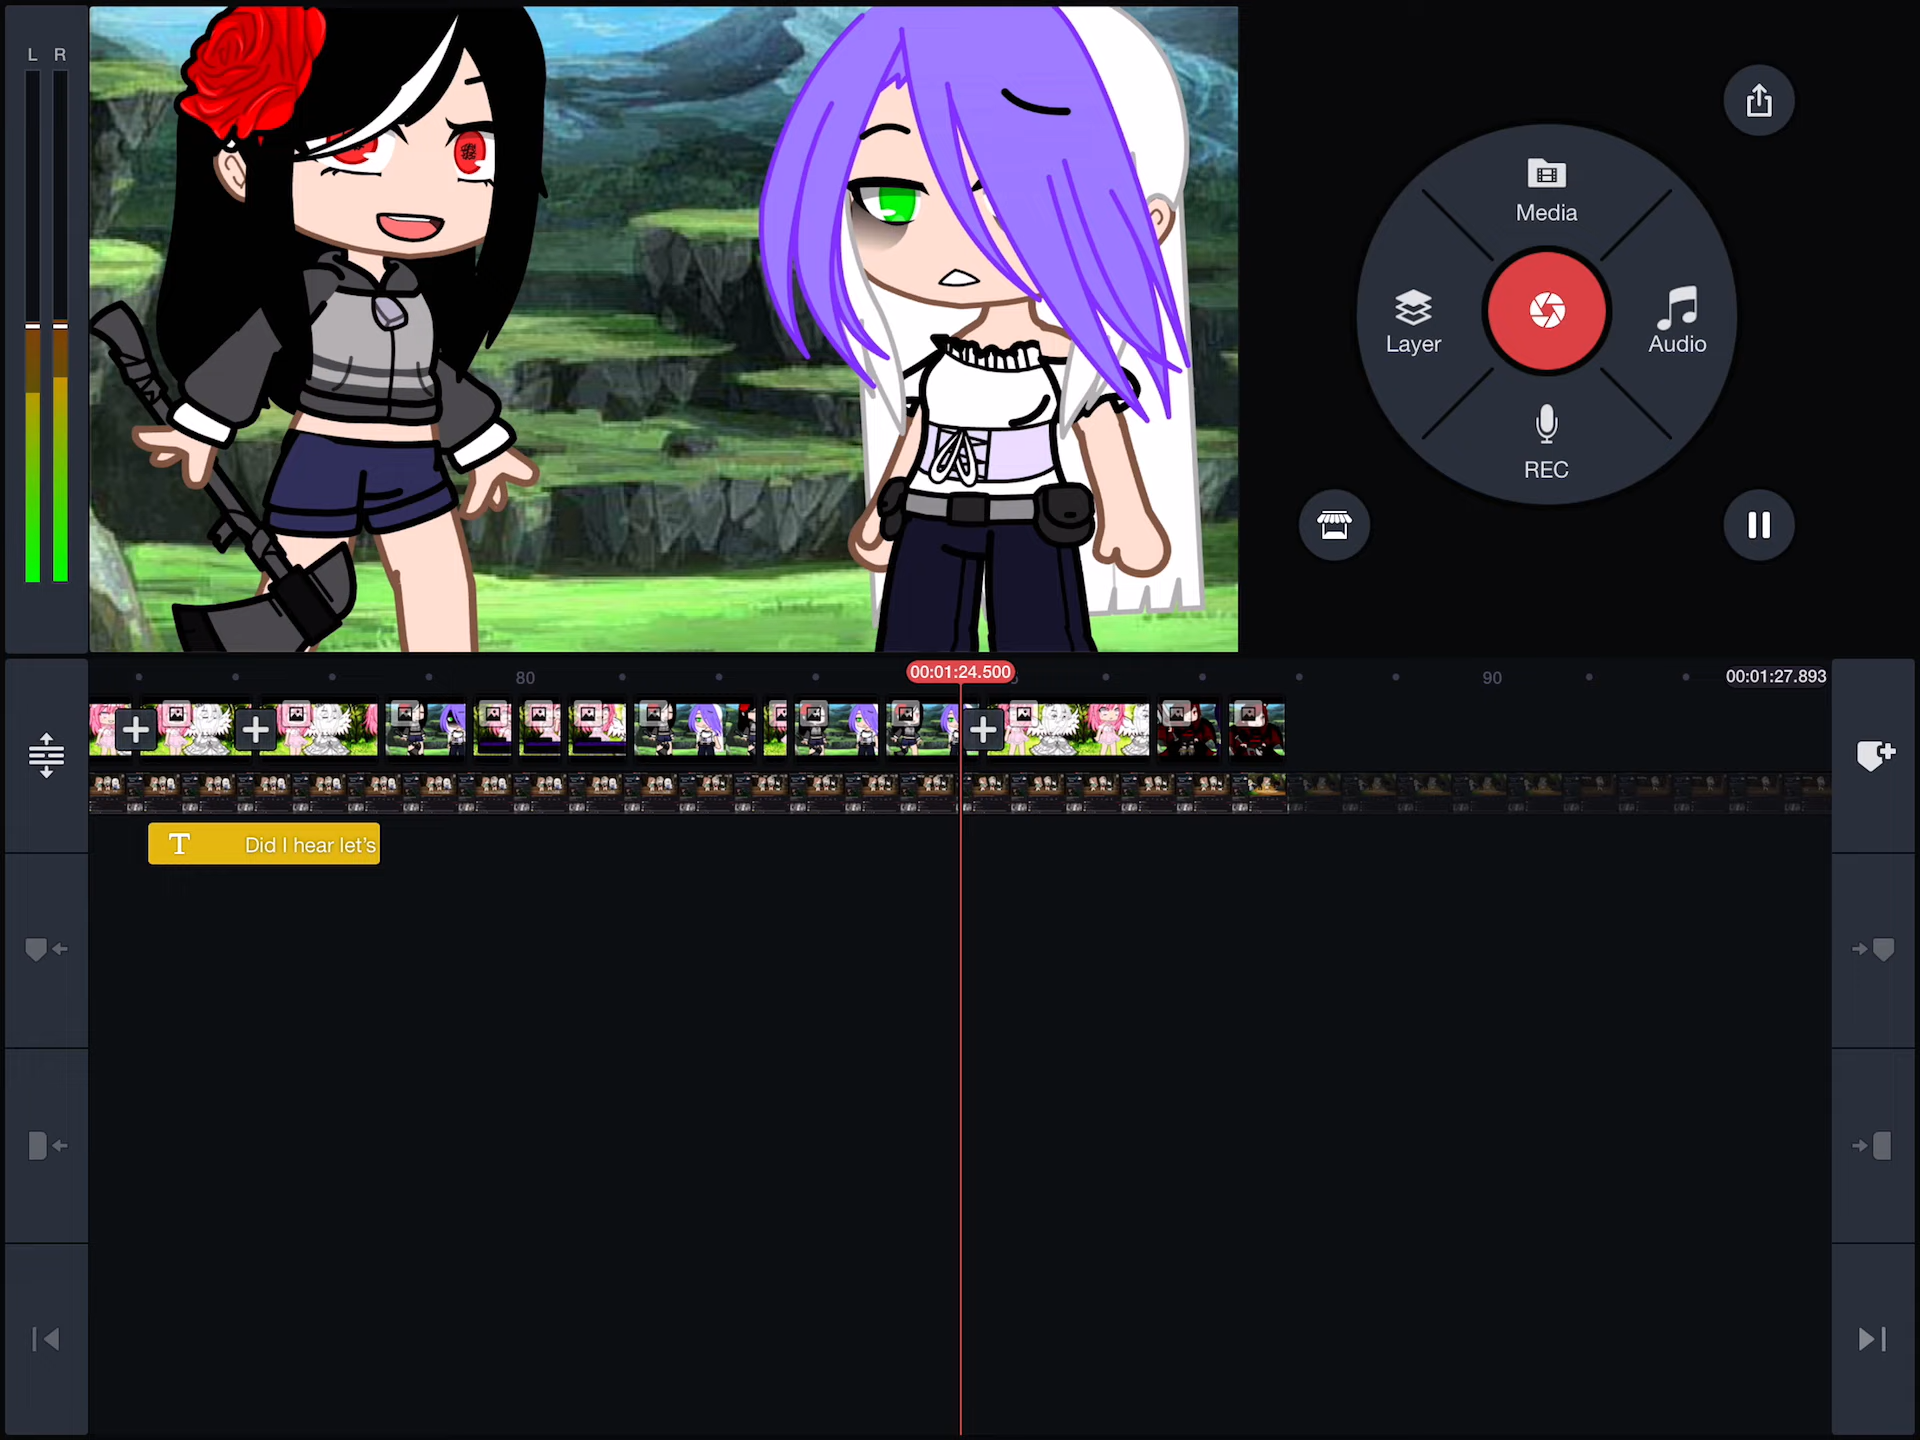 L R
Media
Layer
Audio
REC
80
00:01:24.500
90
00:01:27.893
T
Did I hear let's